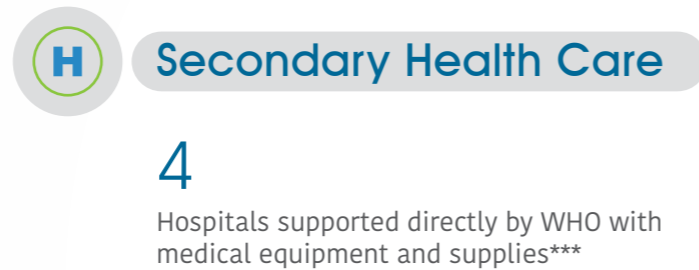 H
Secondary Health Care
4
Hospitals supported directly by WHO with
medical equipment and supplies***